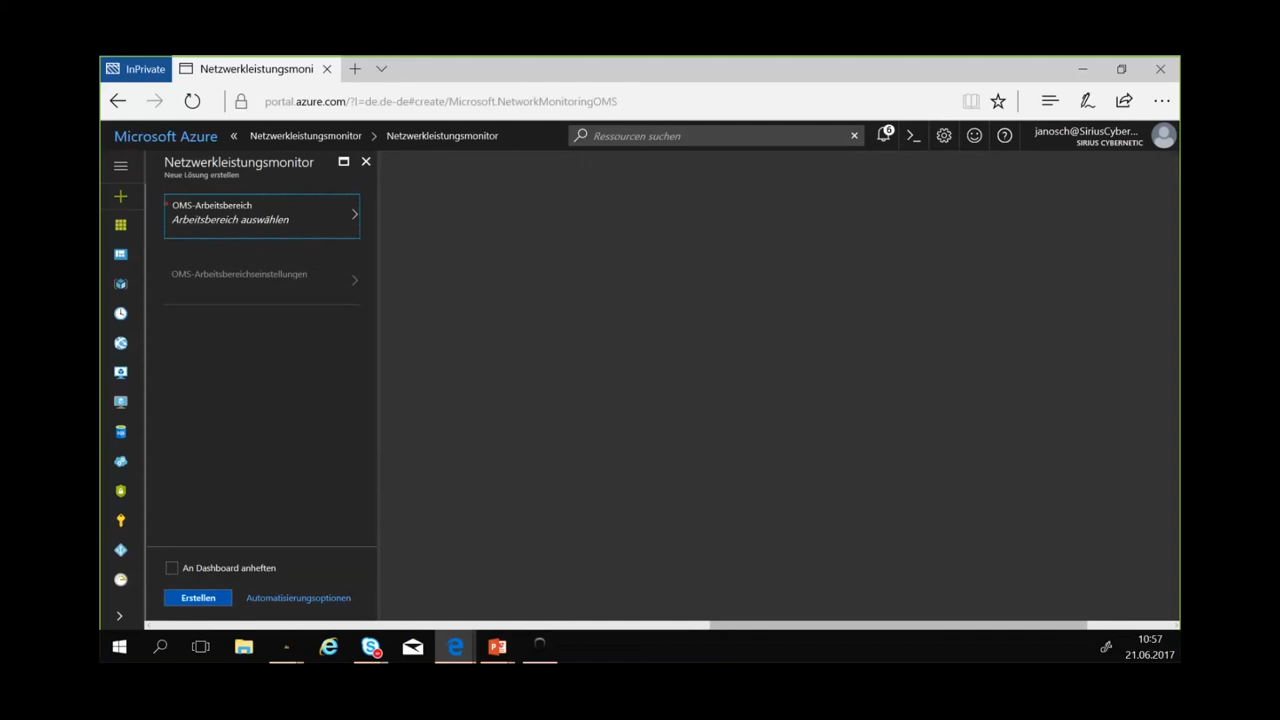 InPrivate
Netzwerkleistungsmoni
portal.azure.com/?l=de.de-de#create/Microsoft.NetworkMonitoringOMS
Microsoft Azure
Netzwerkleistungsmonitor
Netzwerkleistungsmonitor
Ressourcen suchen
6
janosch@SiriusCyber...
SIRIUS CYBERNETIC
Netzwerkleistungsmonitor
Neue Lösung erstellen
* OMS-Arbeitsbereich
Arbeitsbereich auswählen
OMS-Arbeitsbereichseinstellungen
An Dashboard anheften
Erstellen
Automatisierungsoptionen
10:57
21.06.2017